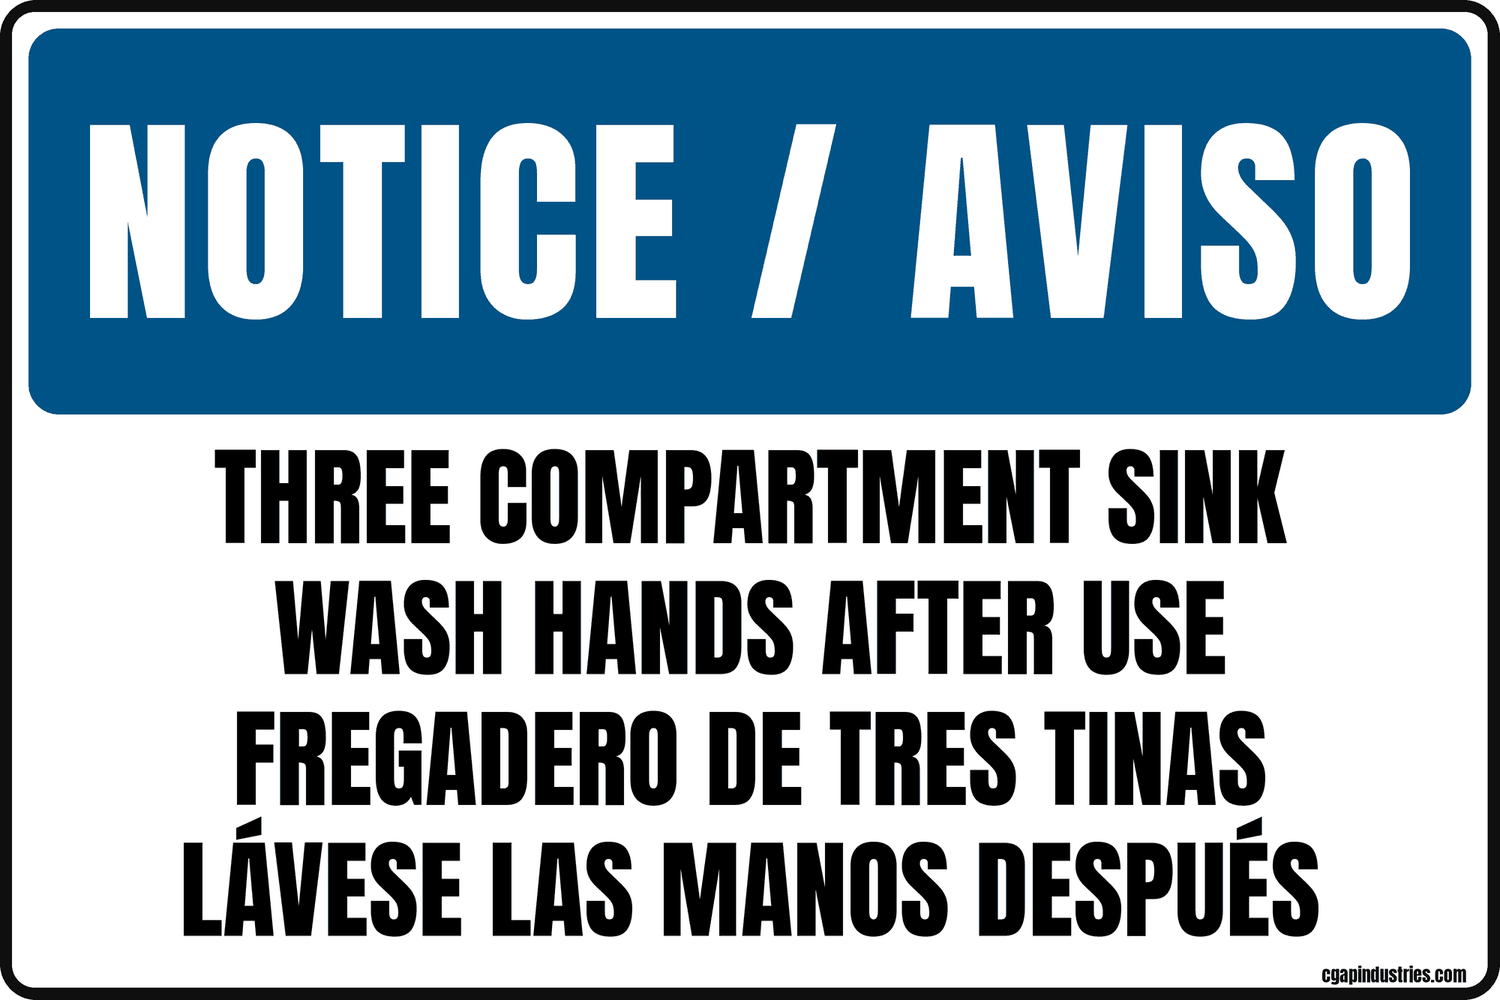 NOTICE / AVISO
THREE COMPARTMENT SINK
WASH HANDS AFTER USE
FREGADERO DE TRES TINAS
LÁVESE LAS MANOS DESPUÉS
cgapindustries.com